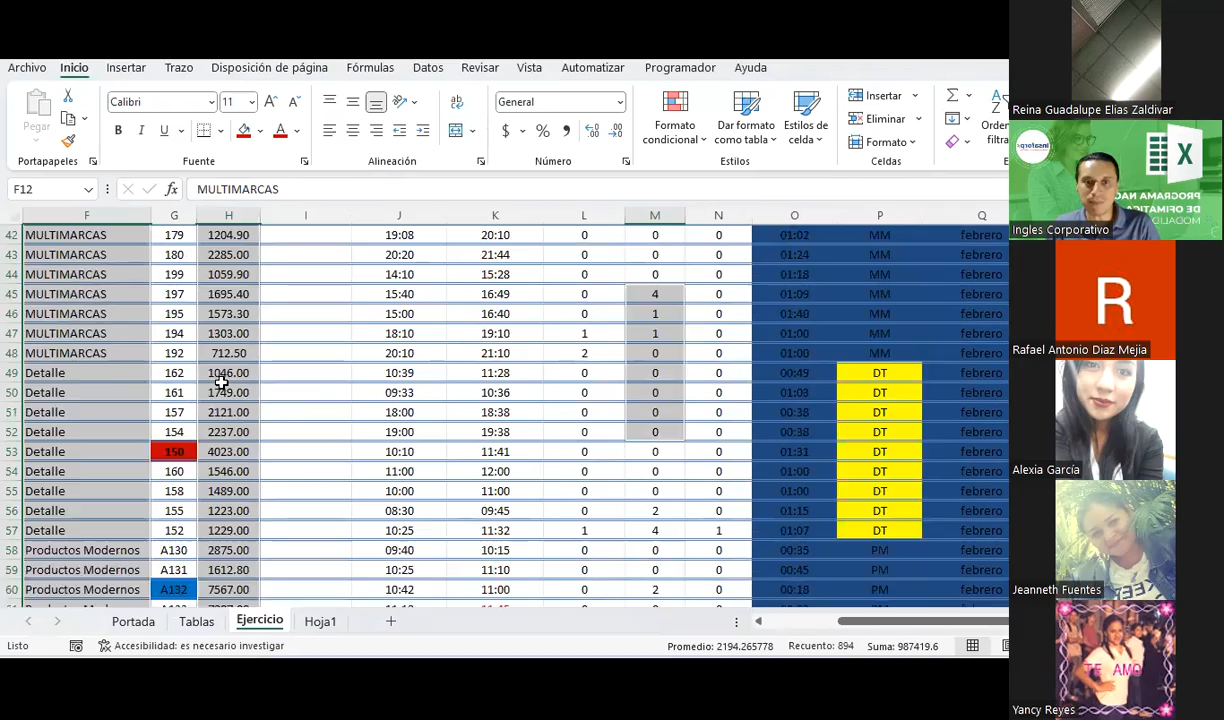 Archivo Inicio Insertar Trazo Disposición de página Fórmulas Datos Revisar Vista Automatizar Programador Ayuda
Pegar
Calibri 11
General
Formato condicional
Dar formato como tabla
Estilos de celda
Insertar
Eliminar
Formato
Portapapeles Fuente Alineación Número Estilos Celdas
F12 MULTIMARCAS
F G H I J K L M N O P Q
42 MULTIMARCAS 179 1204.90 19:08 20:10 0 0 0 01:02 MM febrero
43 MULTIMARCAS 180 2285.00 20:20 21:44 0 0 0 01:24 MM febrero
44 MULTIMARCAS 199 1059.90 14:10 15:28 0 0 0 01:18 MM febrero
45 MULTIMARCAS 197 1695.40 15:40 16:49 0 4 0 01:09 MM febrero
46 MULTIMARCAS 195 1573.30 15:00 16:40 0 1 0 01:40 MM febrero
47 MULTIMARCAS 194 1303.00 18:10 19:10 1 1 0 01:00 MM febrero
48 MULTIMARCAS 192 712.50 20:10 21:10 2 0 0 01:00 MM febrero
49 Detalle 162 1046.00 10:39 11:28 0 0 0 00:49 DT febrero
50 Detalle 161 1749.00 09:33 10:36 0 0 0 01:03 DT febrero
51 Detalle 157 2121.00 18:00 18:38 0 0 0 00:38 DT febrero
52 Detalle 154 2237.00 19:00 19:38 0 0 0 00:38 DT febrero
53 Detalle 150 4023.00 10:10 11:41 0 0 0 01:31 DT febrero
54 Detalle 160 1546.00 11:00 12:00 0 0 0 01:00 DT febrero
55 Detalle 158 1489.00 10:00 11:00 0 0 0 01:00 DT febrero
56 Detalle 155 1223.00 08:30 09:45 0 2 0 01:15 DT febrero
57 Detalle 152 1229.00 10:25 11:32 1 4 1 01:07 DT febrero
58 Productos Modernos A130 2875.00 09:40 10:15 0 0 0 00:35 PM febrero
59 Productos Modernos A131 1612.80 10:25 11:10 0 0 0 00:45 PM febrero
60 Productos Modernos A132 7567.00 10:42 11:00 0 2 0 00:18 PM febrero
Portada Tablas Ejercicio Hoja1
Listo Accesibilidad: es necesario investigar Promedio: 2194.265778 Recuento: 894 Suma: 987419.6
Reina Guadalupe Elias Zaldivar
PROGRAMA NAC
DE OFIMATICA
Ingles Corporativo
R
Rafael Antonio Diaz Mejia
Alexia García
Jeanneth Fuentes
TE AMO
Yancy Reyes